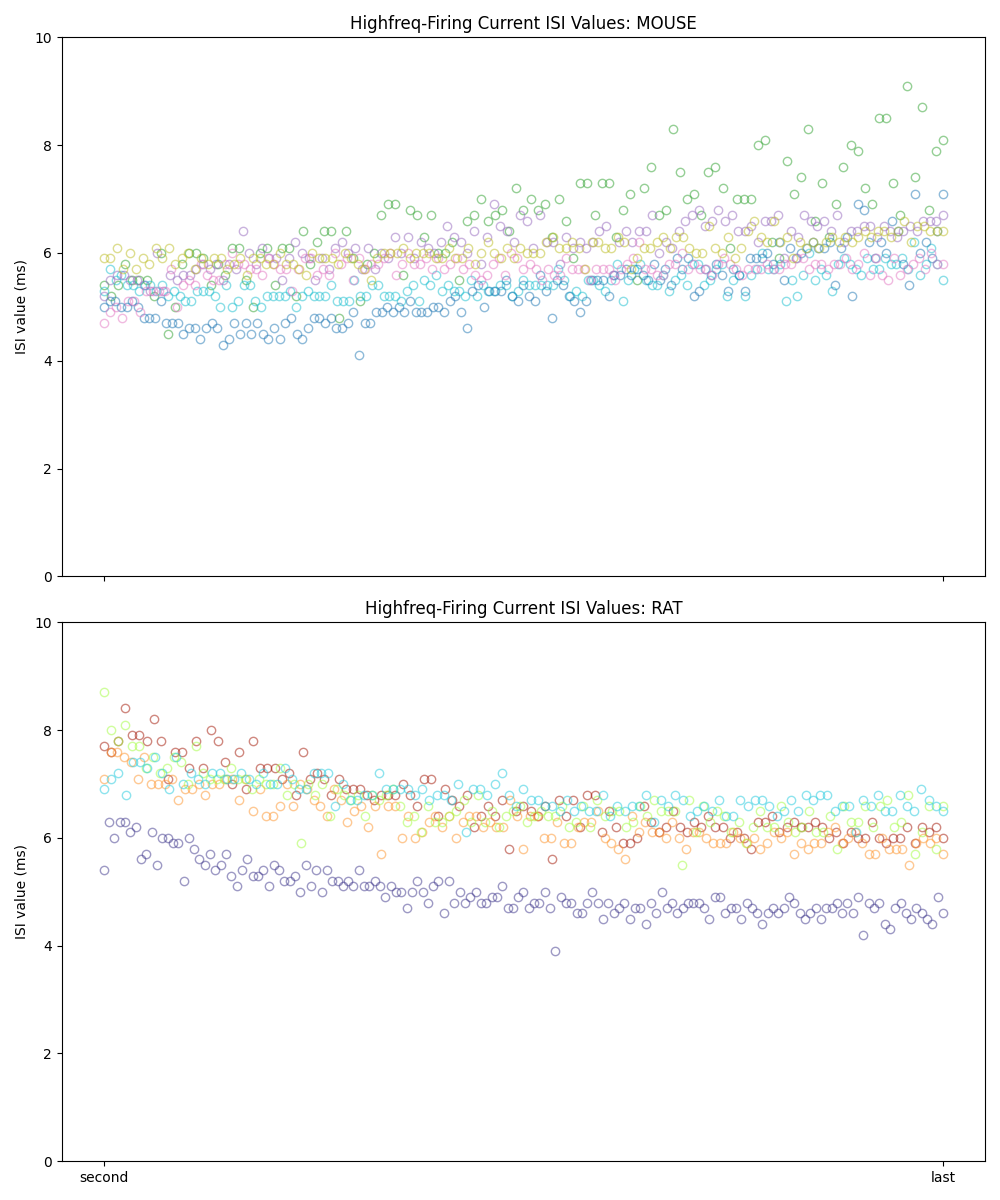 Highfreq-Firing Current ISI Values: MOUSE
10
8
6
4
2
0
ISI value (ms)
Highfreq-Firing Current ISI Values: RAT
10
8
6
4
2
0
ISI value (ms)
second last